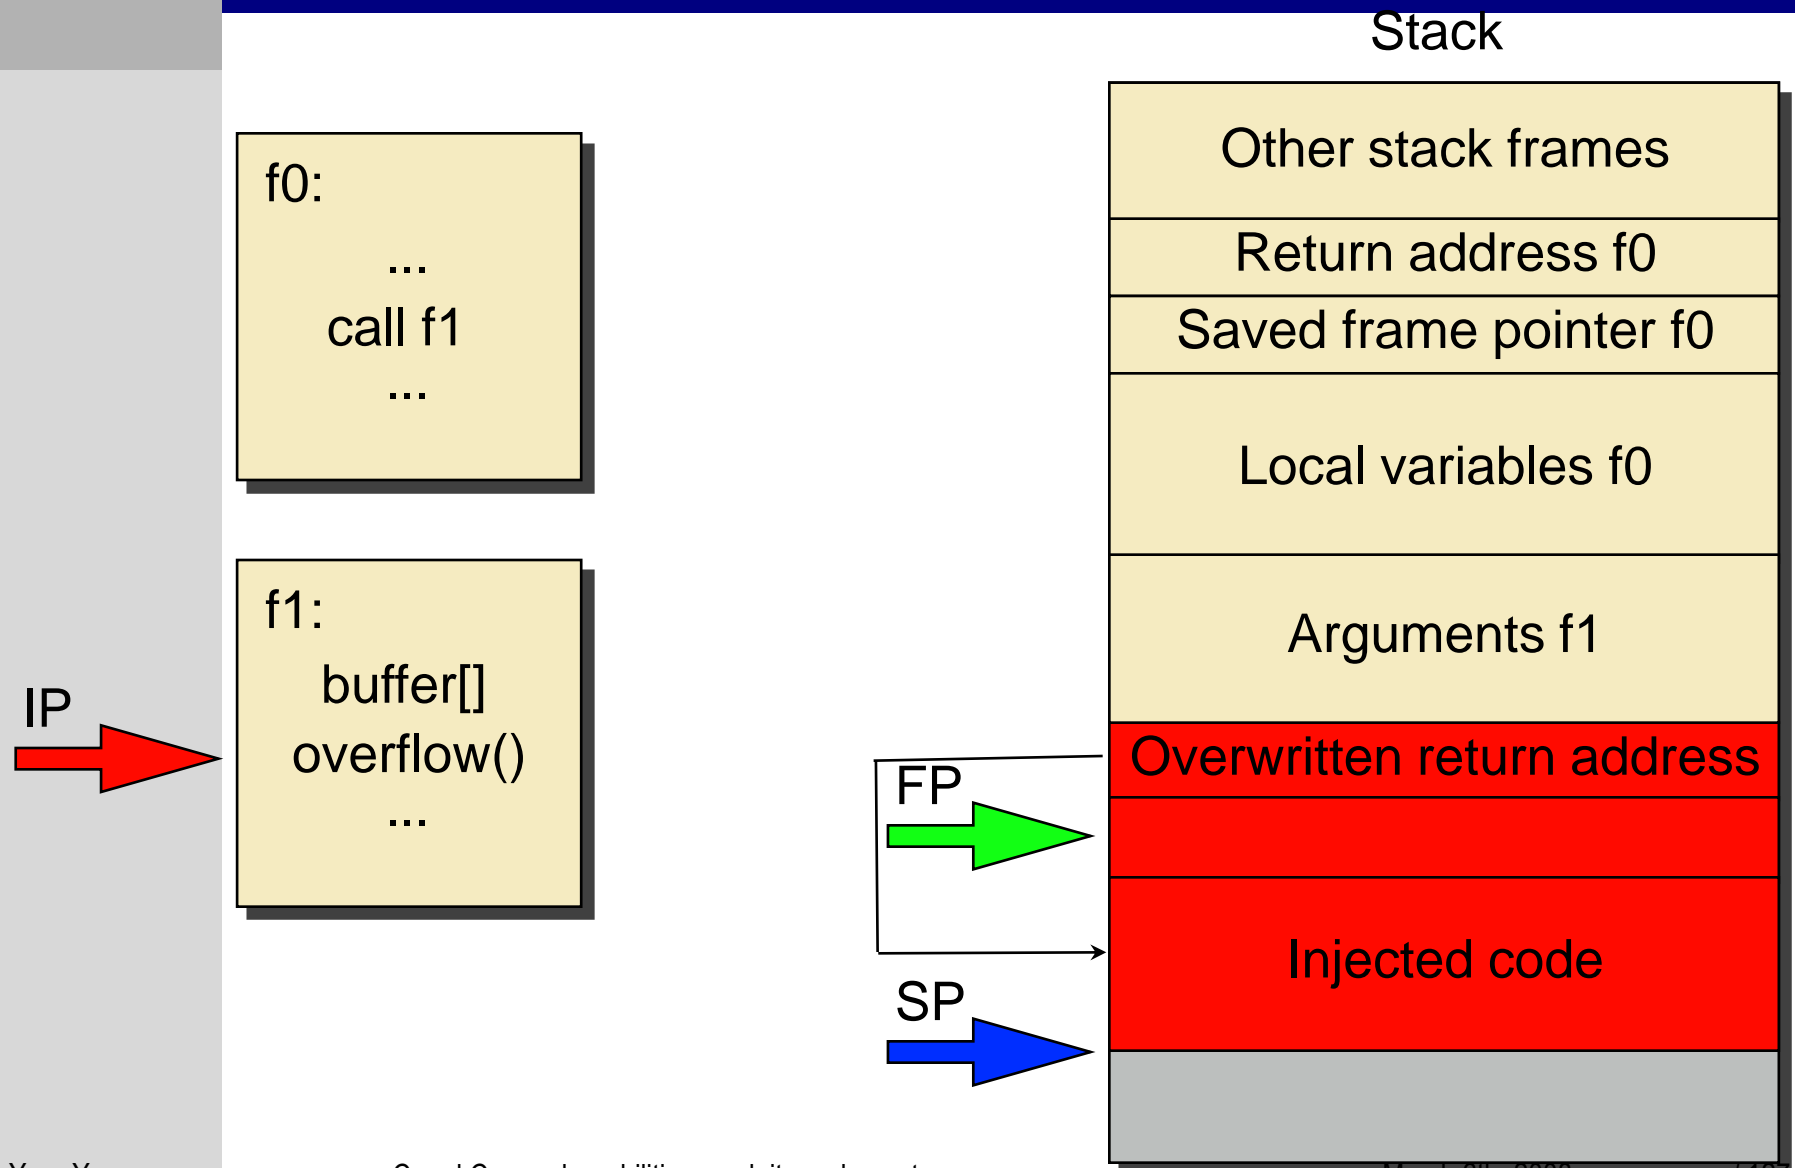 Stack
f0:
...
call f1
...
f1:
buffer[]
overflow()
...
IP
FP
SP
Other stack frames
Return address f0
Saved frame pointer f0
Local variables f0
Arguments f1
Overwritten return address
Injected code